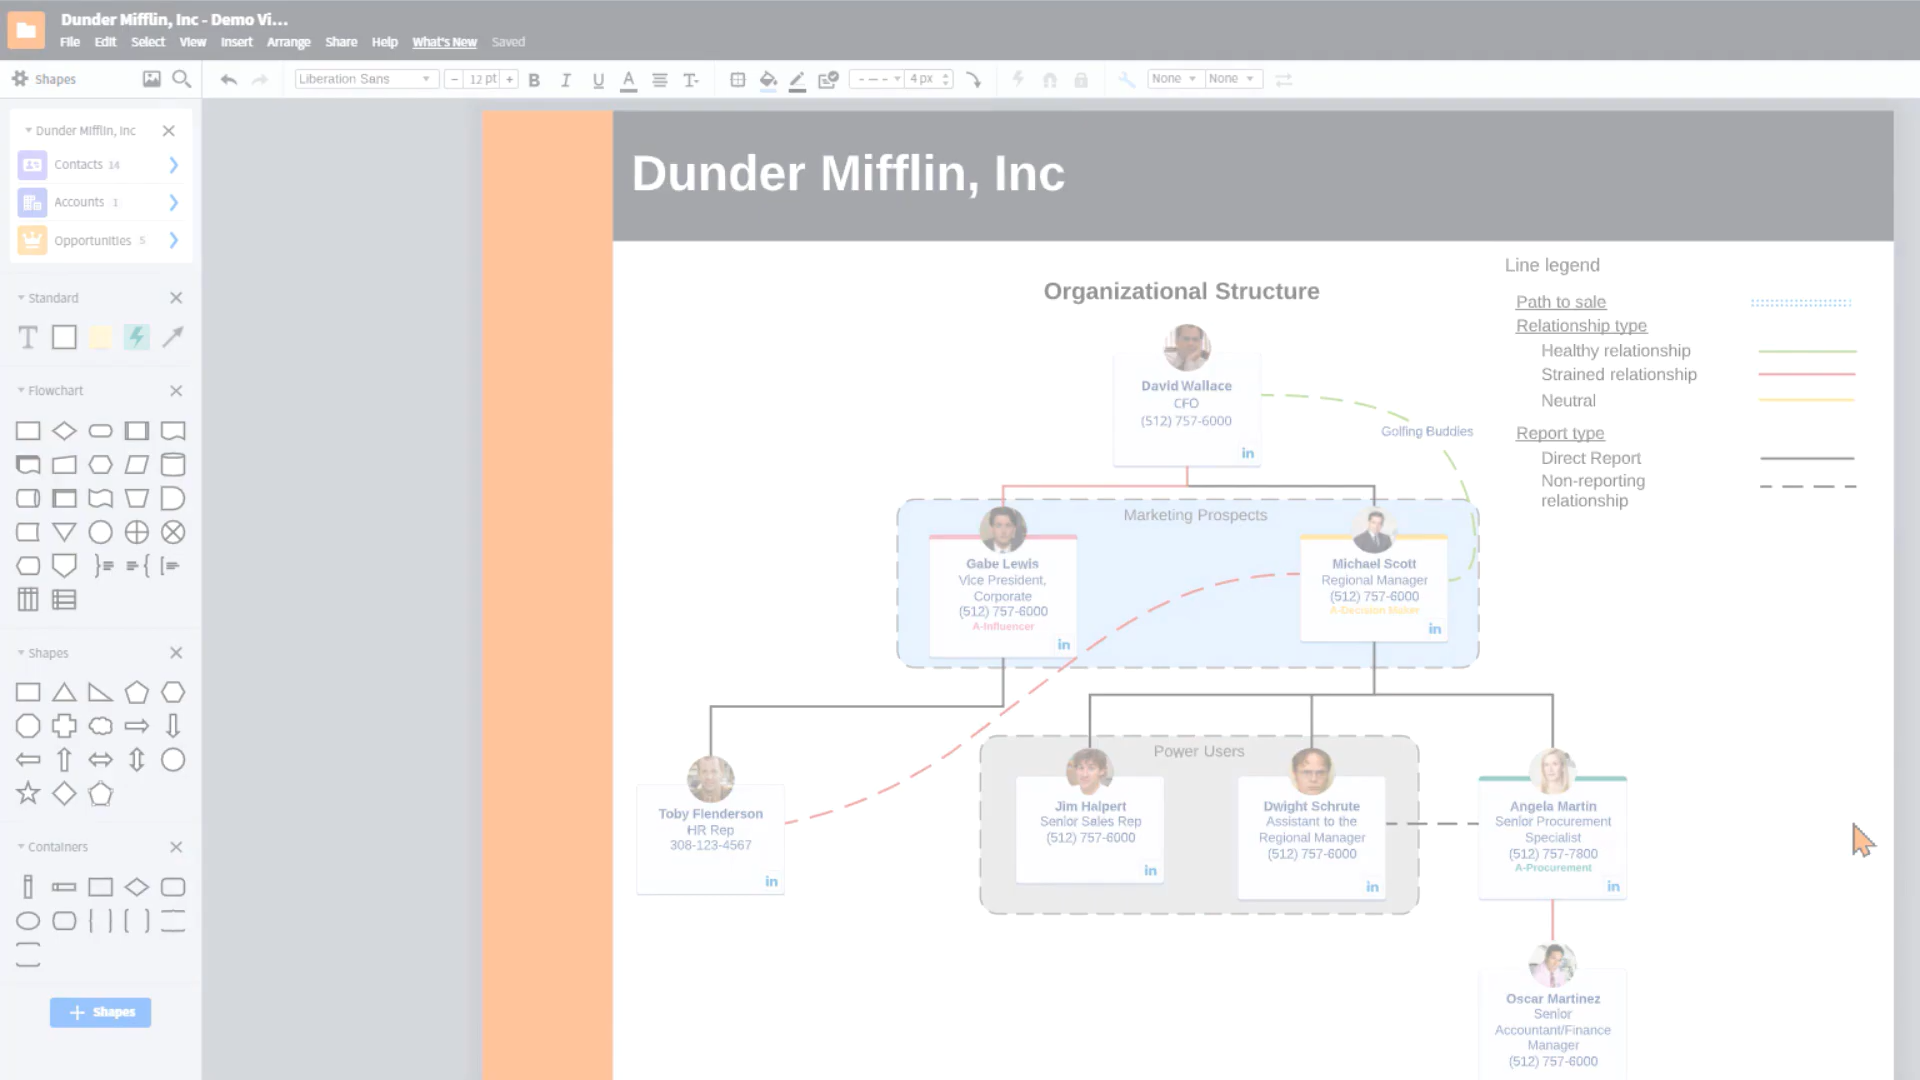 Dunder Mifflin, Inc - Demo Vi...
File Edit Select View Insert Arrange Share Help What's New Saved
Shapes
Liberation Sans
− 12 pt +
B I U A T
4 px
None None
Dunder Mifflin, Inc
Contacts 14
Accounts 1
Opportunities 5
Standard
T
Flowchart
Shapes
Containers
+ Shapes
Dunder Mifflin, Inc
Organizational Structure
Line legend
Path to sale
Relationship type
Healthy relationship
Strained relationship
Neutral
Report type
Direct Report
Non-reporting
relationship
David Wallace
CFO
(512) 757-6000
in
Golfing Buddies
Marketing Prospects
Gabe Lewis
Vice President,
Corporate
(512) 757-6000
A-Influencer
in
Michael Scott
Regional Manager
(512) 757-6000
A-Decision Maker
in
Power Users
Toby Flenderson
HR Rep
308-123-4567
in
Jim Halpert
Senior Sales Rep
(512) 757-6000
in
Dwight Schrute
Assistant to the
Regional Manager
(512) 757-6000
in
Angela Martin
Senior Procurement
Specialist
(512) 757-7800
A-Procurement
in
Oscar Martinez
Senior
Accountant/Finance
Manager
(512) 757-6000